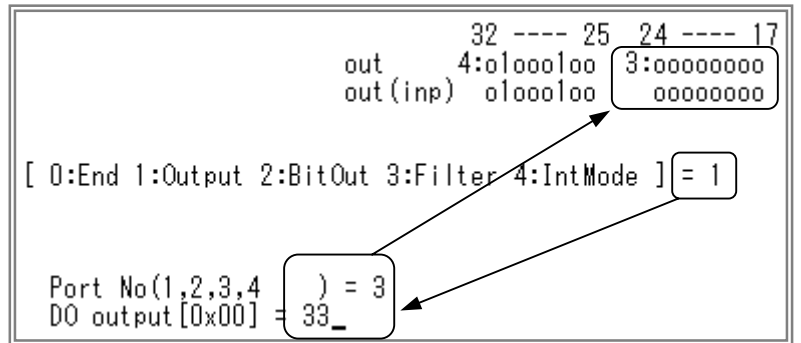 32 ---- 25 24 ---- 17
out 4:oloooloo 3:oooooooo
out(inp) oloooloo oooooooo
[ 0:End 1:Output 2:BitOut 3:Filter 4:IntMode ] = 1
Port No(1,2,3,4 ) = 3
DO output[0x00] = 33_